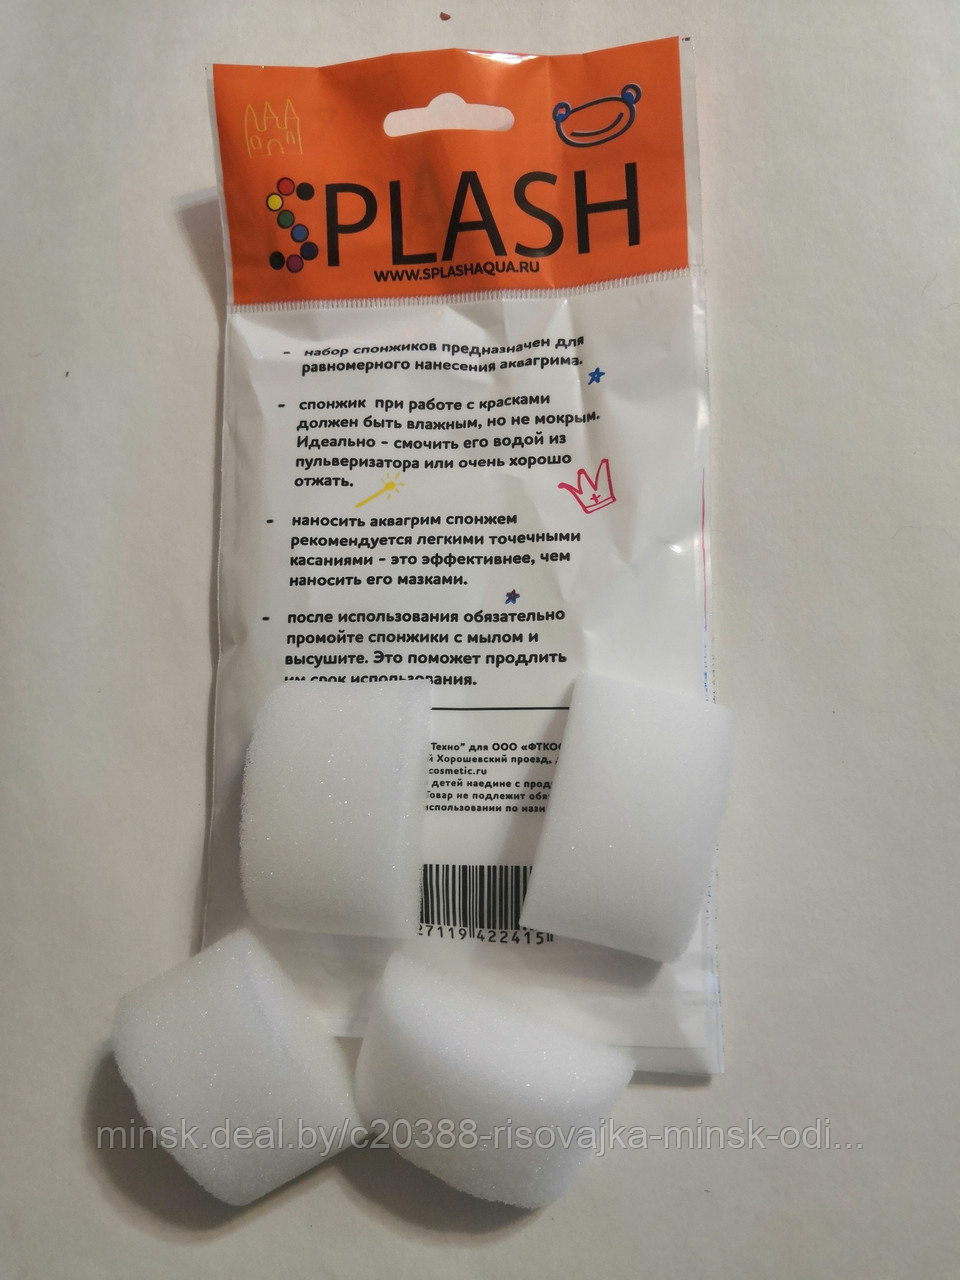 SPLASH
WWW.SPLASHAQUA.RU
- набор спонжиков предназначен для
равномерного нанесения аквагрима.
- спонжик при работе с красками
должен быть влажным, но не мокрым.
Идеально - смочить его водой из
пульверизатора или очень хорошо
отжать.
- наносить аквагрим спонжем
рекомендуется легкими точечными
касаниями - это эффективнее, чем
наносить его мазками.
- после использования обязательно
промойте спонжики с мылом и
высушите. Это поможет продлить
им срок использования.
Техно" для ООО «ФТКО
й Хорошевский проезд,
cosmetic.ru
детей наедине с прод
Товар не подлежит обя
использовании по назн
27119 422415
minsk.deal.by/c20388-risovajka-minsk-odi...